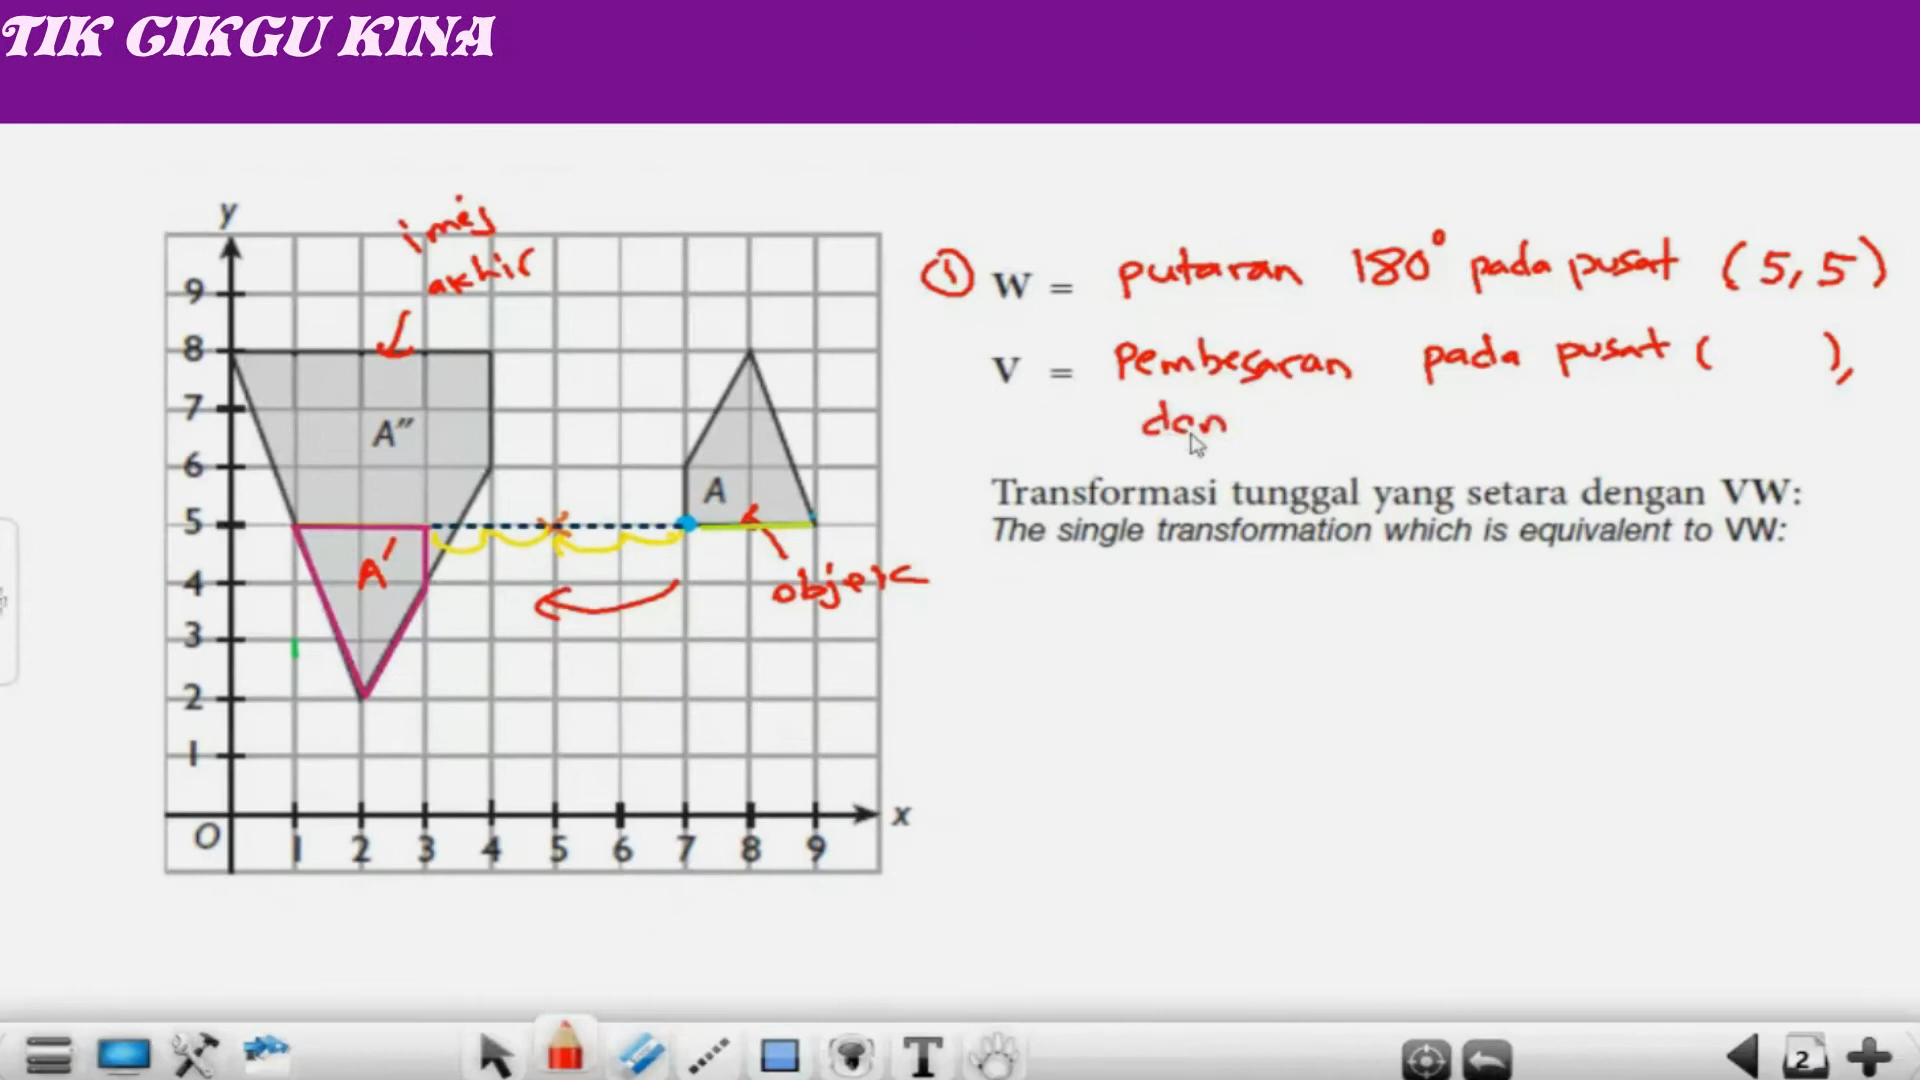 TIK CIKGU KINA
y
imej
akhir
9
8
7
6
5
4
3
2
1
A"
A
A'
objek
O
1 2 3 4 5 6 7 8 9
x
① W = putaran 180° pada pusat (5,5)
V = Pembesaran pada pusat ( ),
dan
Transformasi tunggal yang setara dengan VW:
The single transformation which is equivalent to VW:
T
2